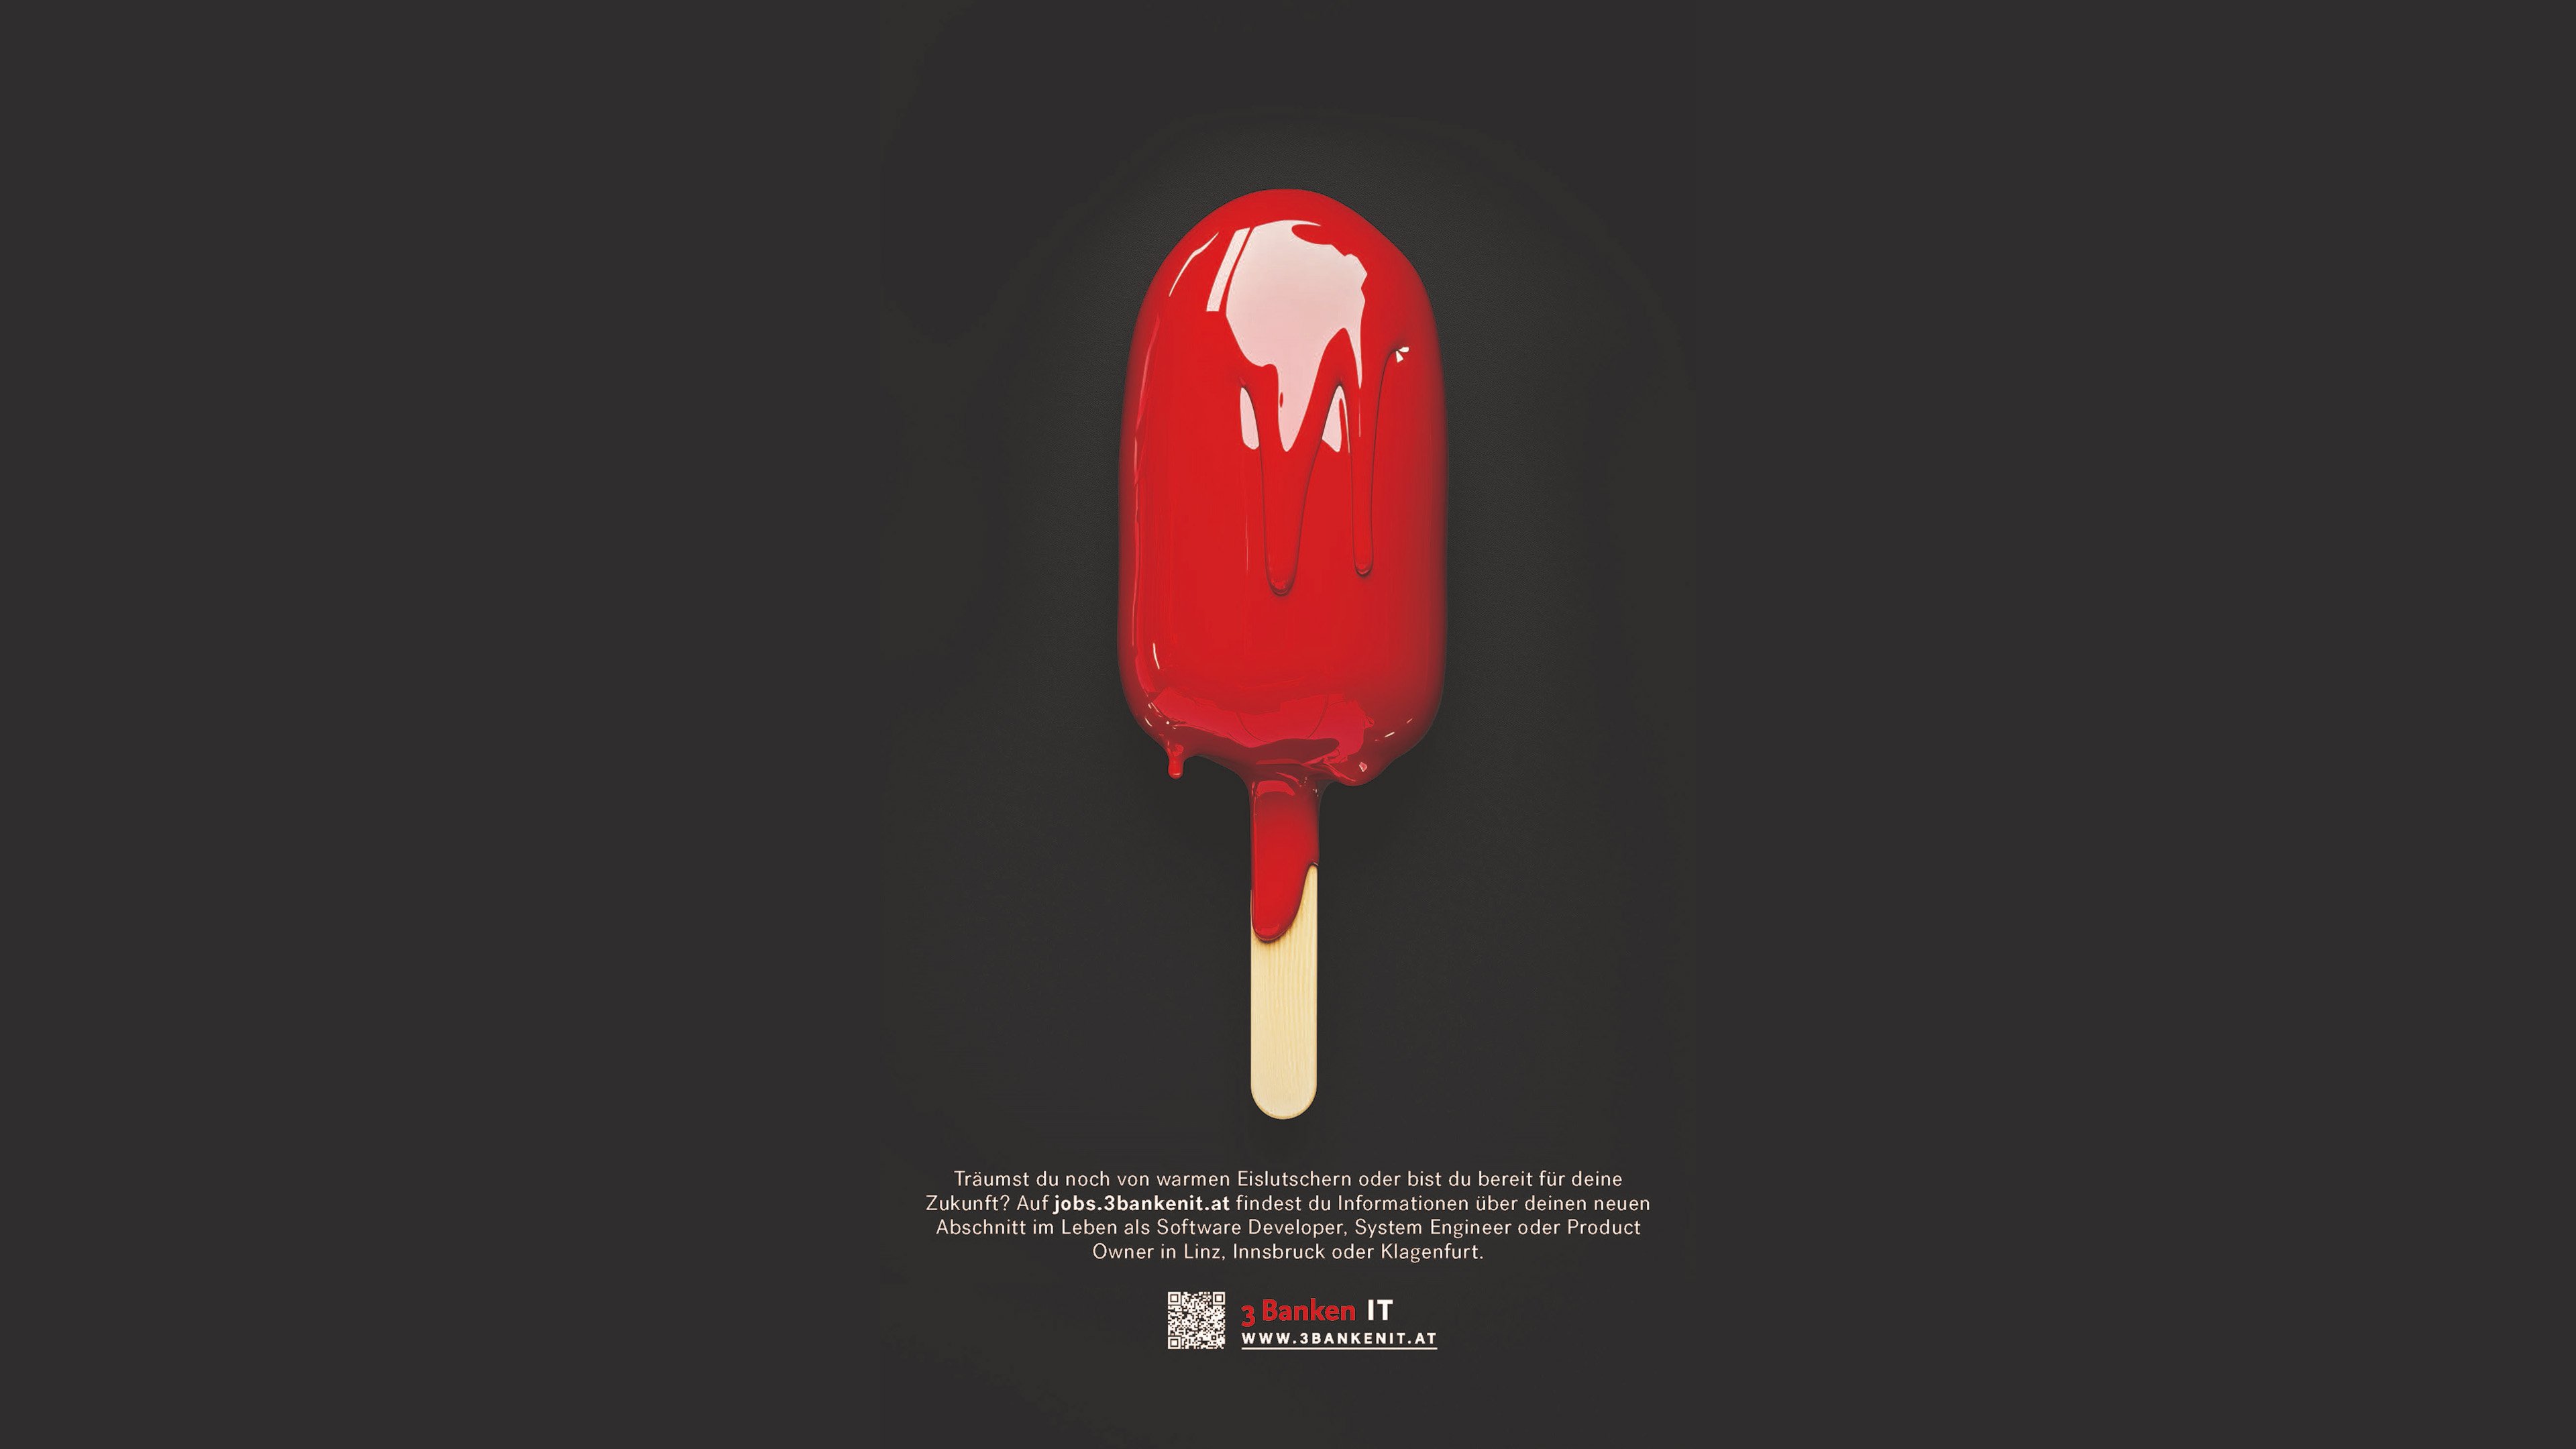 Träumst du noch von warmen Eislutschern oder bist du bereit für deine
Zukunft? Auf jobs.3bankenit.at findest du Informationen über deinen neuen
Abschnitt im Leben als Software Developer, System Engineer oder Product
Owner in Linz, Innsbruck oder Klagenfurt.
3 Banken IT
WWW.3BANKENIT.AT